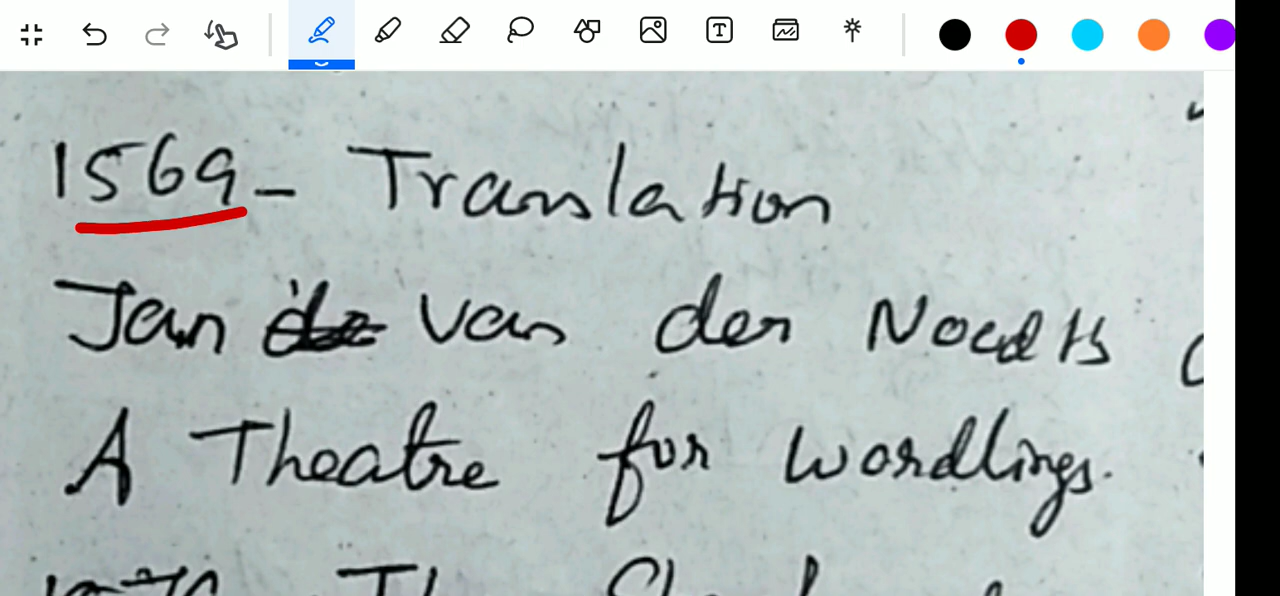 1569 - Translation
Jan van der Noodts
A Theatre for Wordlings.